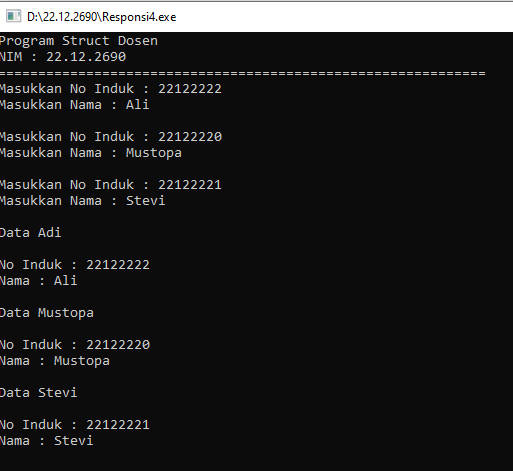 D:\22.12.2690\Responsi4.exe
Program Struct Dosen
NIM : 22.12.2690
=============================================================
Masukkan No Induk : 22122222
Masukkan Nama : Ali
Masukkan No Induk : 22122220
Masukkan Nama : Mustopa
Masukkan No Induk : 22122221
Masukkan Nama : Stevi
Data Adi
No Induk : 22122222
Nama : Ali
Data Mustopa
No Induk : 22122220
Nama : Mustopa
Data Stevi
No Induk : 22122221
Nama : Stevi